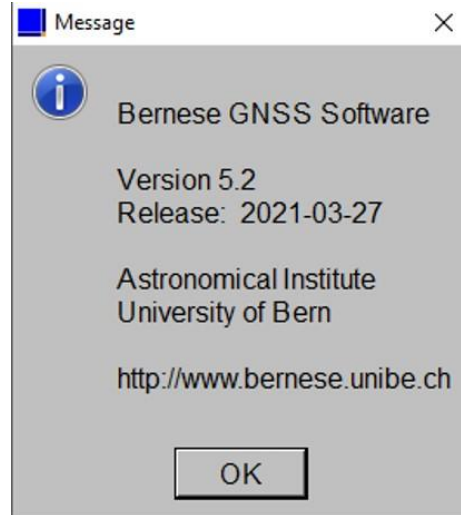 Message
Bernese GNSS Software
Version 5.2
Release: 2021-03-27
Astronomical Institute
University of Bern
http://www.bernese.unibe.ch
OK